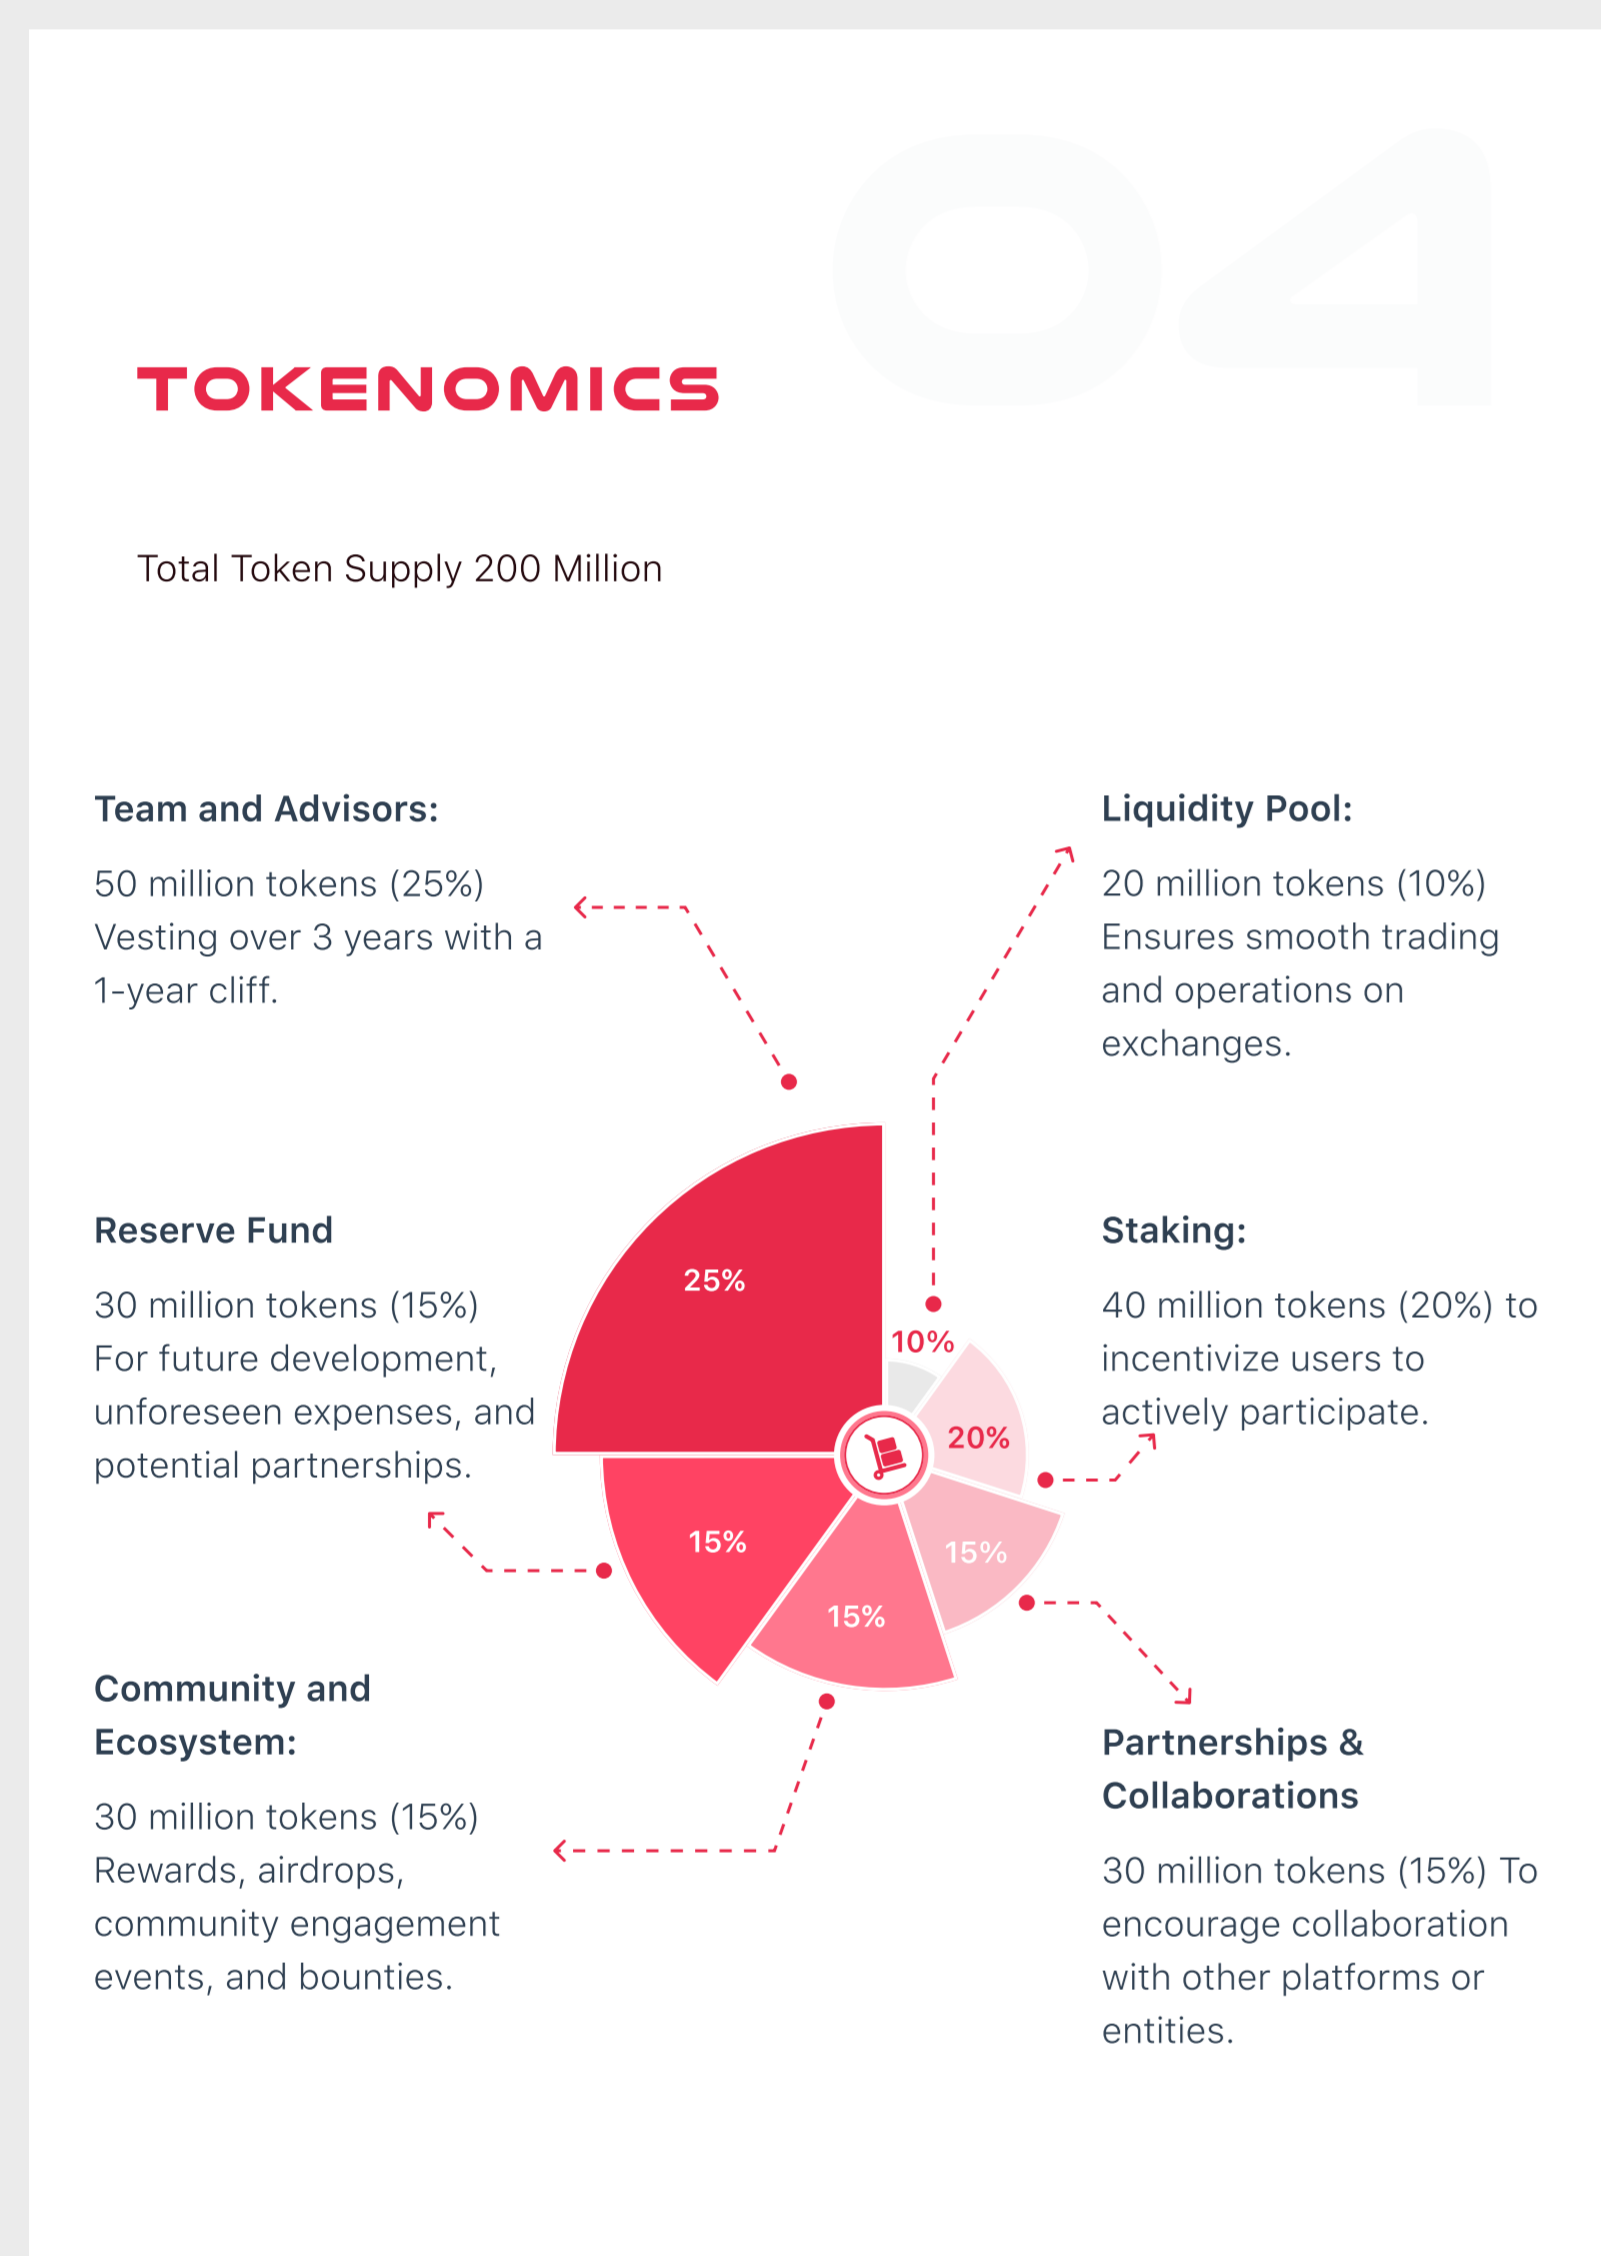 04
TOKENOMICS
Total Token Supply 200 Million
Team and Advisors:
50 million tokens (25%)
Vesting over 3 years with a
1-year cliff.
Liquidity Pool:
20 million tokens (10%)
Ensures smooth trading
and operations on
exchanges.
Reserve Fund
30 million tokens (15%)
For future development,
unforeseen expenses, and
potential partnerships.
Staking:
40 million tokens (20%) to
incentivize users to
actively participate.
25%
10%
20%
15%
15%
15%
Community and
Ecosystem:
30 million tokens (15%)
Rewards, airdrops,
community engagement
events, and bounties.
Partnerships &
Collaborations
30 million tokens (15%) To
encourage collaboration
with other platforms or
entities.